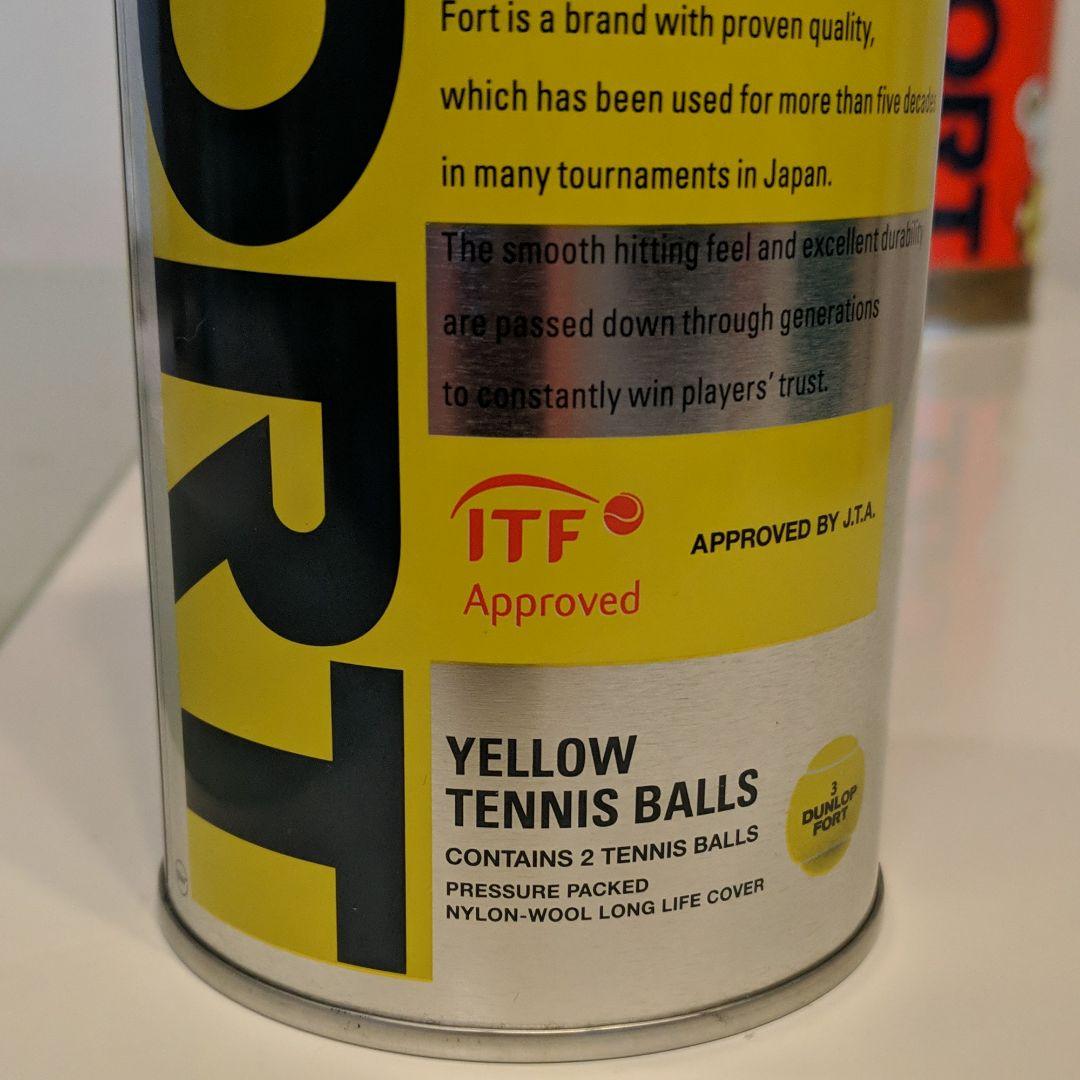 ORT
Fort is a brand with proven quality,
which has been used for more than five decades
in many tournaments in Japan.
The smooth hitting feel and excellent durability
are passed down through generations
to constantly win players' trust.
ITF
Approved
APPROVED BY J.T.A.
YELLOW
TENNIS BALLS
CONTAINS 2 TENNIS BALLS
PRESSURE PACKED
NYLON-WOOL LONG LIFE COVER
3
DUNLOP
FORT
ORT